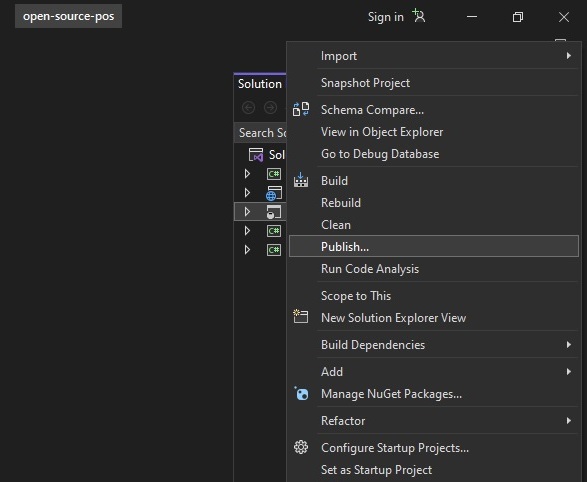 open-source-pos
Sign in
Import
Solution
Snapshot Project
Schema Compare...
Search So
View in Object Explorer
Solu
Go to Debug Database
C#
Build
Rebuild
Clean
C#
Publish...
C#
Run Code Analysis
Scope to This
New Solution Explorer View
Build Dependencies
Add
Manage NuGet Packages...
Refactor
Configure Startup Projects...
Set as Startup Project